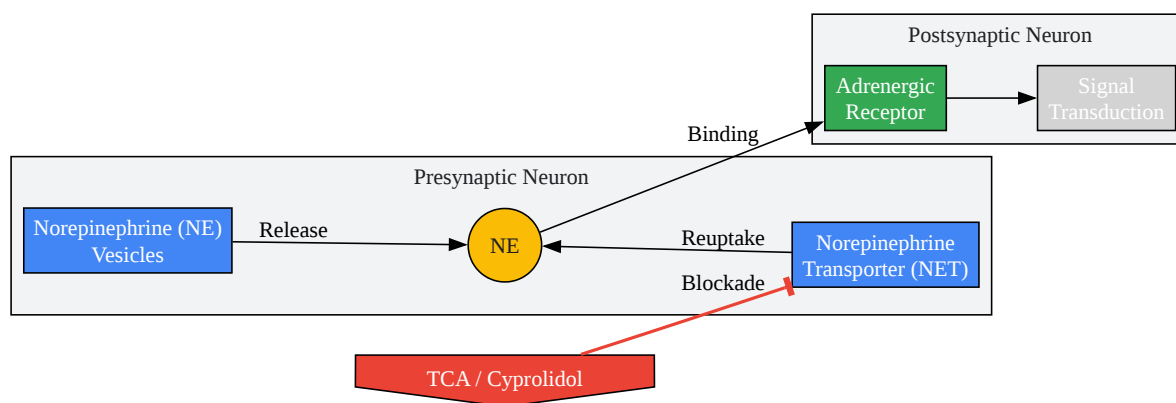 Postsynaptic Neuron
Adrenergic
Receptor
Signal
Transduction
Binding
Presynaptic Neuron
Norepinephrine (NE)
Vesicles
Release
NE
Reuptake
Norepinephrine
Transporter (NET)
Blockade
TCA / Cyprolidol